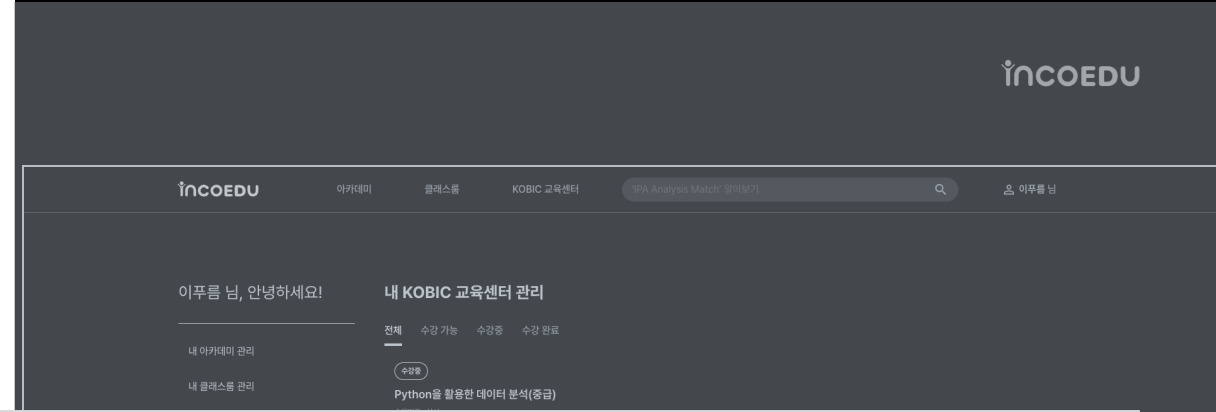 INCOEDU
INCOEDU 아카데미 클래스룸 KOBIC 교육센터 'IPA Analysis Match' 알아보기 이푸름 님
이푸름 님, 안녕하세요!
내 KOBIC 교육센터 관리
전체 수강 가능 수강중 수강 완료
내 아카데미 관리
수강중
내 클래스룸 관리
Python을 활용한 데이터 분석(중급)